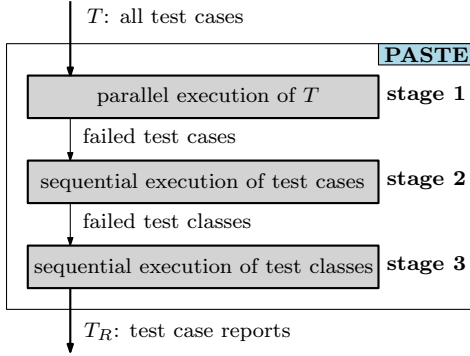 T: all test cases
PASTE
parallel execution of T
stage 1
failed test cases
sequential execution of test cases
stage 2
failed test classes
sequential execution of test classes
stage 3
T_R: test case reports